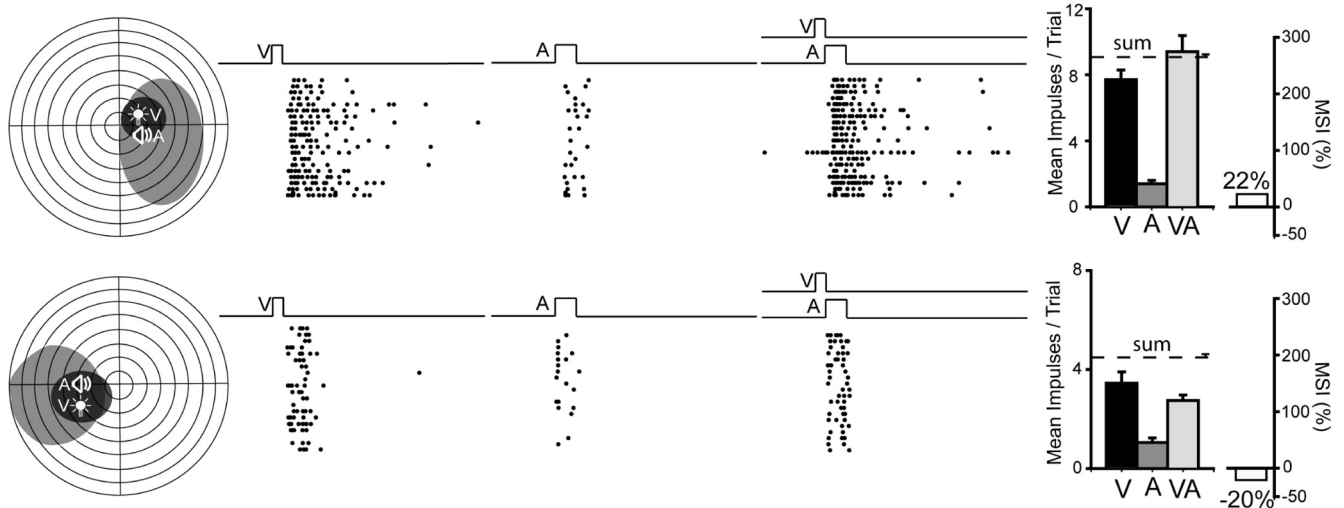 V
A
V
A
V
A
Mean Impulses / Trial
12
8
4
0
sum
V A VA
22%
300
200
100
0
-50
MSI (%)
A
V
V
A
V
A
Mean Impulses / Trial
8
4
0
sum
V A VA
-20%
300
200
100
0
-50
MSI (%)